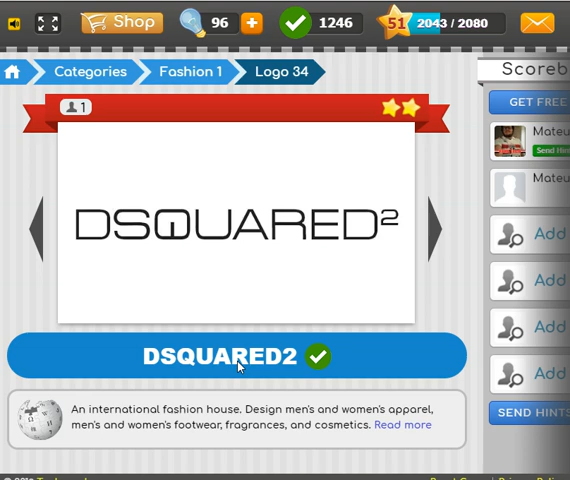 Shop
96
1246
51
2043 / 2080
Categories
Fashion 1
Logo 34
Scoreb
1
GET FREE
DSQUARED²
Mateu
Send Hin
Mateu
Add
Add
Add
Add
DSQUARED2
An international fashion house. Design men's and women's apparel,
men's and women's footwear, fragrances, and cosmetics. Read more
SEND HINTS